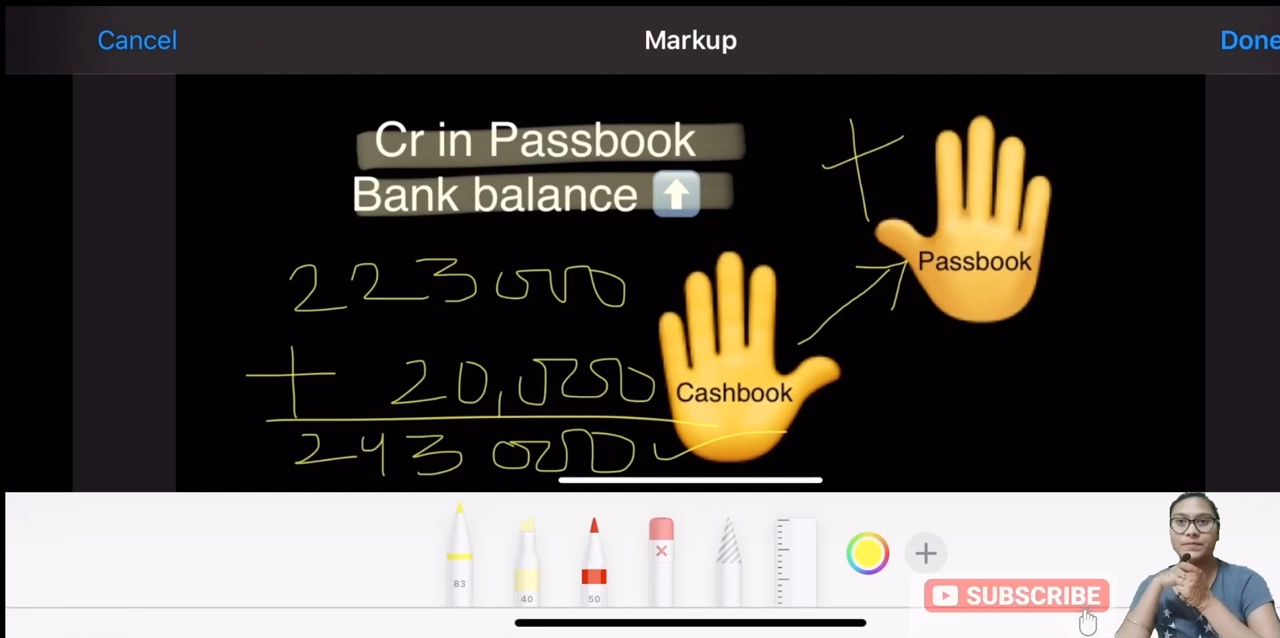 Cancel
Markup
Done
Cr in Passbook
Bank balance ⬆
+
Passbook
223000
+ 20,000
Cashbook
243000
83
40
50
SUBSCRIBE